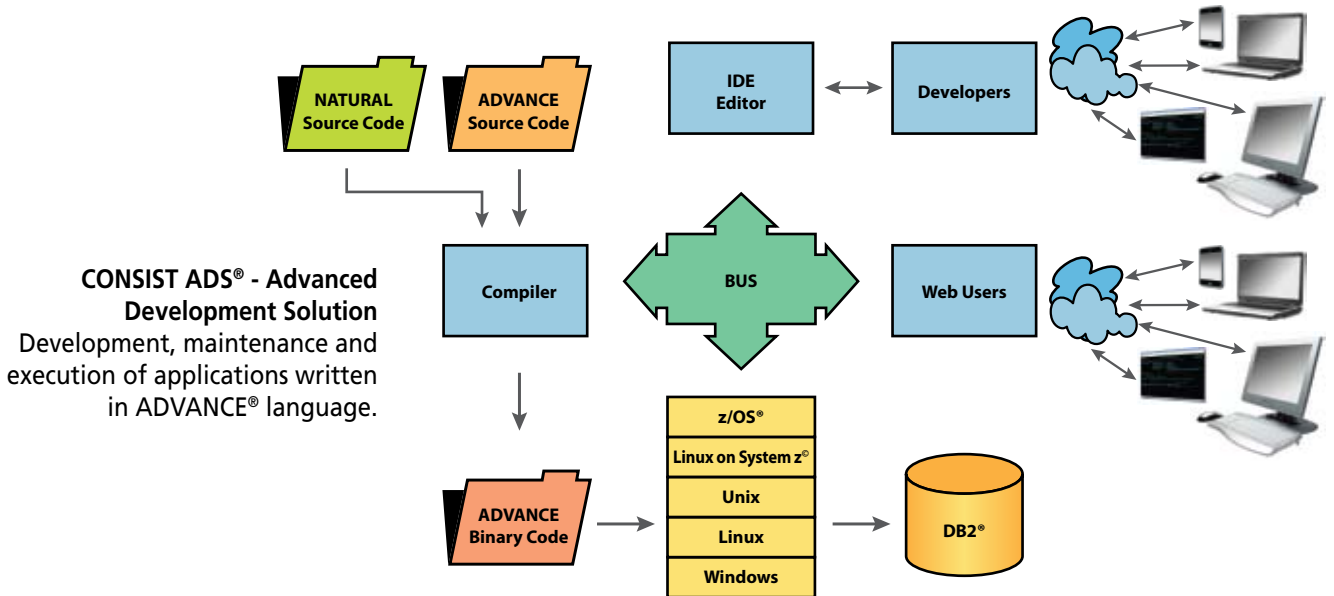 NATURAL
Source Code
ADVANCE
Source Code
IDE
Editor
Developers
CONSIST ADS® - Advanced
Development Solution
Development, maintenance and
execution of applications written
in ADVANCE® language.
Compiler
BUS
Web Users
ADVANCE
Binary Code
z/OS®
Linux on System z©
Unix
Linux
Windows
DB2®